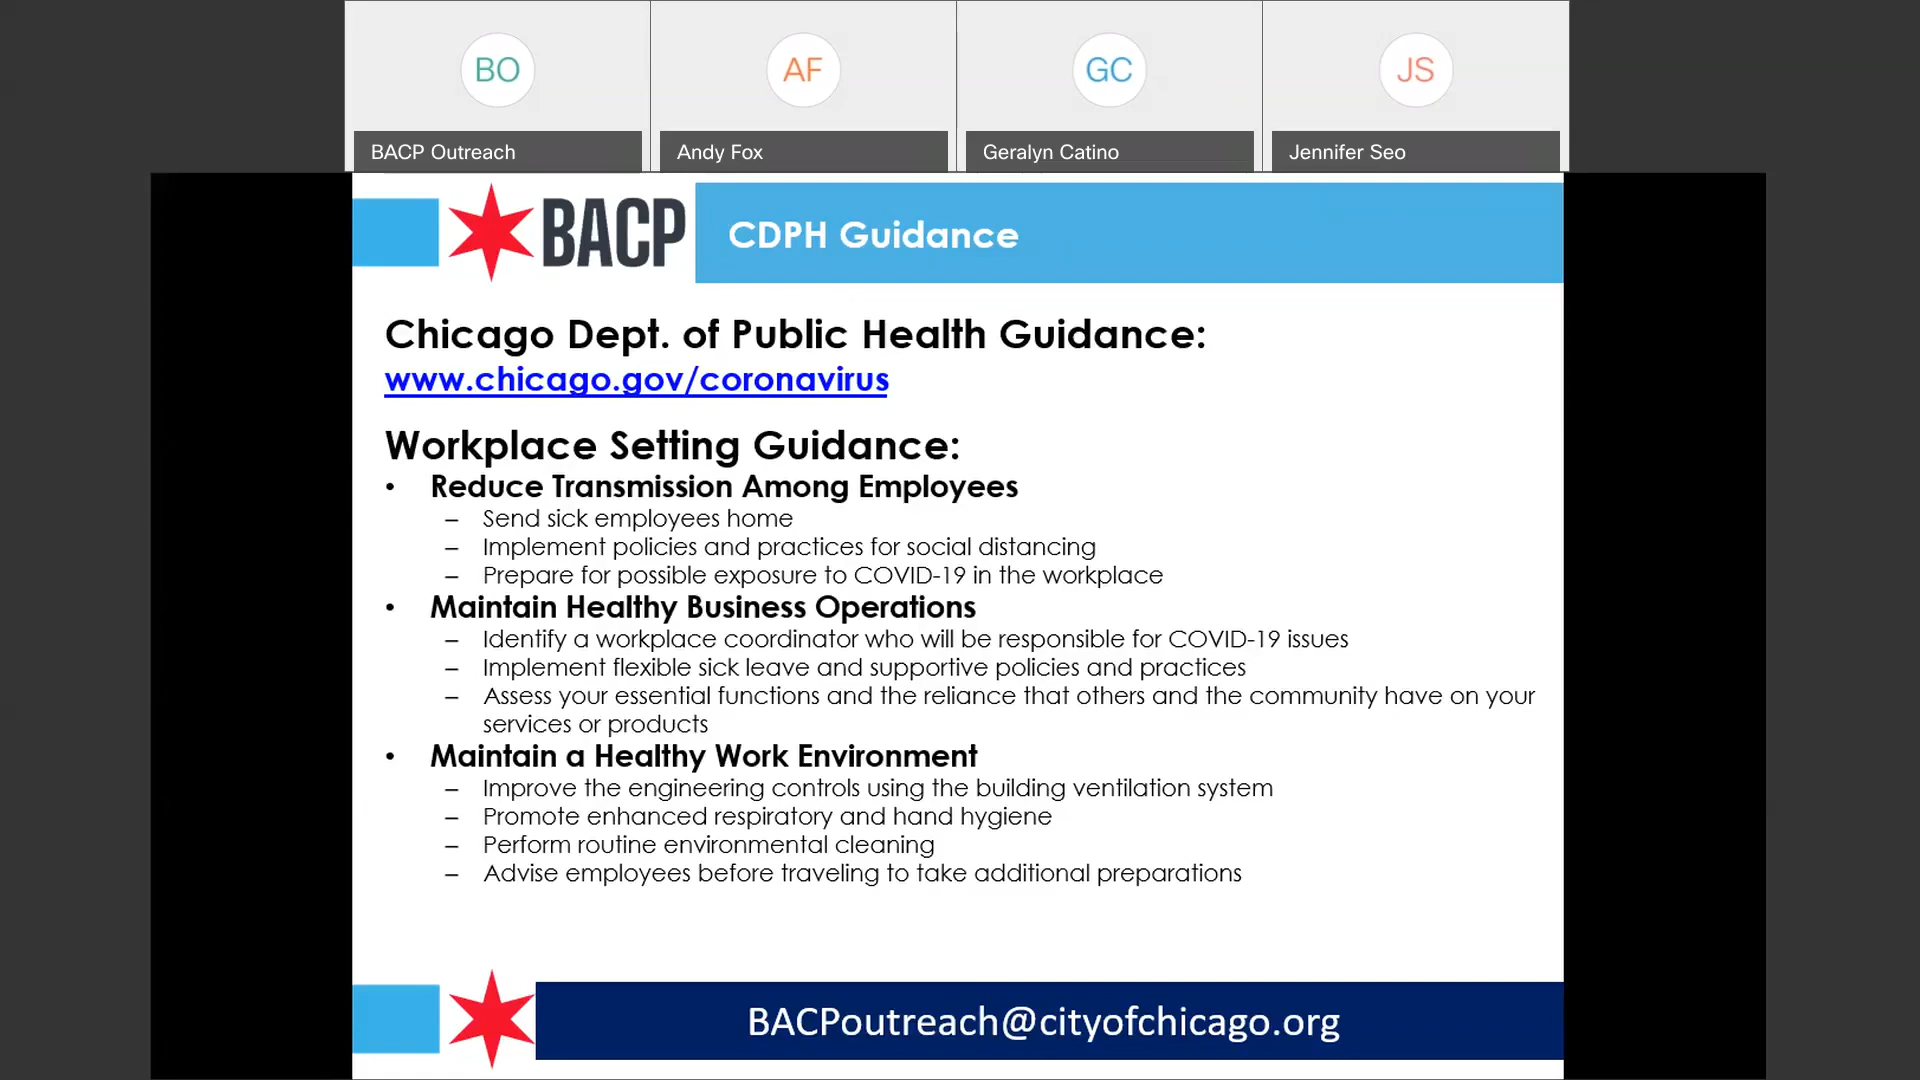 BO
AF
GC
JS
BACP Outreach
Andy Fox
Geralyn Catino
Jennifer Seo
BACP
CDPH Guidance
Chicago Dept. of Public Health Guidance:
www.chicago.gov/coronavirus
Workplace Setting Guidance:
• Reduce Transmission Among Employees
– Send sick employees home
– Implement policies and practices for social distancing
– Prepare for possible exposure to COVID-19 in the workplace
• Maintain Healthy Business Operations
– Identify a workplace coordinator who will be responsible for COVID-19 issues
– Implement flexible sick leave and supportive policies and practices
– Assess your essential functions and the reliance that others and the community have on your
services or products
• Maintain a Healthy Work Environment
– Improve the engineering controls using the building ventilation system
– Promote enhanced respiratory and hand hygiene
– Perform routine environmental cleaning
– Advise employees before traveling to take additional preparations
BACPoutreach@cityofchicago.org